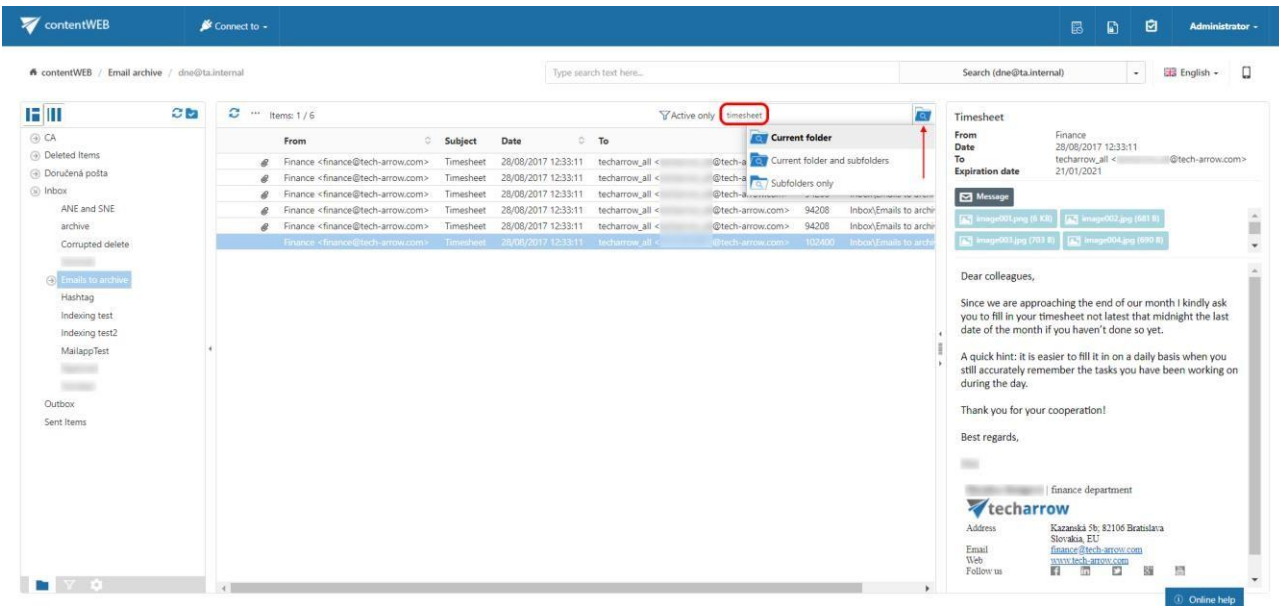 contentWEB
Connect to
Administrator
contentWEB / Email archive / dne@ta.internal
Type search text here...
Search (dne@ta.internal)
English
CA
Deleted Items
Doručená pošta
Inbox
ANE and SNE
archive
Corrupted delete
Emails to archive
Hashtag
Indexing test
Indexing test2
MailappTest
Outbox
Sent Items
Items: 1 / 6
Active only timesheet
Current folder
Current folder and subfolders
Subfolders only
From Subject Date To
Finance <finance@tech-arrow.com> Timesheet 28/08/2017 12:33:11 techarrow_all < @tech-a
Finance <finance@tech-arrow.com> Timesheet 28/08/2017 12:33:11 techarrow_all < @tech-a
Finance <finance@tech-arrow.com> Timesheet 28/08/2017 12:33:11 techarrow_all <
Finance <finance@tech-arrow.com> Timesheet 28/08/2017 12:33:11 techarrow_all < @tech-arrow.com> 94208 Inbox\Emails to archiv
Finance <finance@tech-arrow.com> Timesheet 28/08/2017 12:33:11 techarrow_all < @tech-arrow.com> 94208 Inbox\Emails to archiv
Finance <finance@tech-arrow.com> Timesheet 28/08/2017 12:33:11 techarrow_all < @tech-arrow.com> 102400 Inbox\Emails to archiv
Timesheet
From Finance
Date 28/08/2017 12:33:11
To techarrow_all < @tech-arrow.com>
Expiration date 21/01/2021
Message
image001.png (6 KB) image002.jpg (681 B)
image003.jpg (703 B) image004.jpg (690 B)
Dear colleagues,
Since we are approaching the end of our month I kindly ask
you to fill in your timesheet not latest that midnight the last
date of the month if you haven't done so yet.
A quick hint: it is easier to fill it in on a daily basis when you
still accurately remember the tasks you have been working on
during the day.
Thank you for your cooperation!
Best regards,
| finance department
techarrow
Address Kazanská 5b; 82106 Bratislava
Slovakia, EU
Email finance@tech-arrow.com
Web www.tech-arrow.com
Follow us
Online help